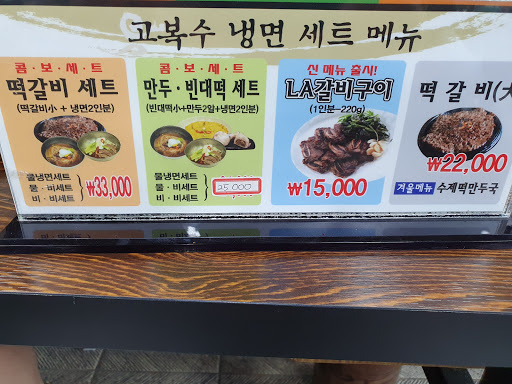 고복수 냉면 세트 메뉴
콤·보·세·트
떡갈비 세트
(떡갈비小 + 냉면2인분)
물냉면세트
물·비세트
비·비세트
₩33,000
콤·보·세·트
만두·빈대떡 세트
(빈대떡小+만두2알+냉면2인분)
물물냉면세트
물·비세트
비·비세트
25,000
신 메뉴 출시!
LA갈비구이
(1인분-220g)
₩15,000
떡 갈 비(大
₩22,000
겨울메뉴 수제떡만두국